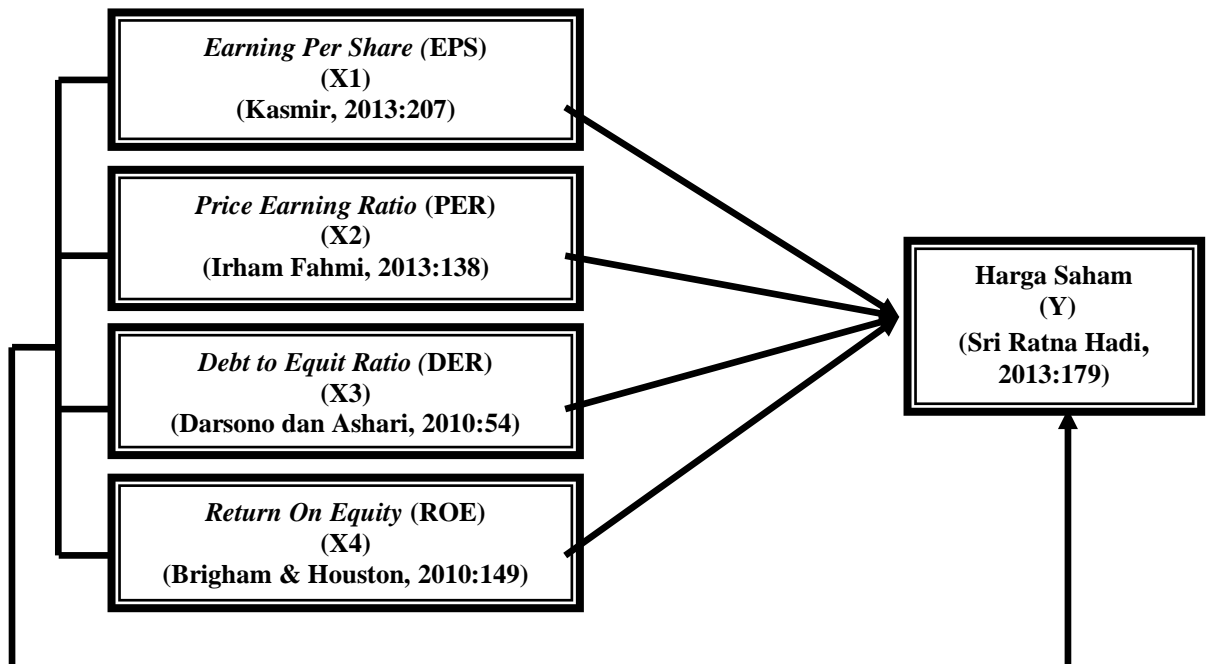 Earning Per Share (EPS)
(X1)
(Kasmir, 2013:207)
Price Earning Ratio (PER)
(X2)
(Irham Fahmi, 2013:138)
Debt to Equit Ratio (DER)
(X3)
(Darsono dan Ashari, 2010:54)
Return On Equity (ROE)
(X4)
(Brigham & Houston, 2010:149)
Harga Saham
(Y)
(Sri Ratna Hadi,
2013:179)